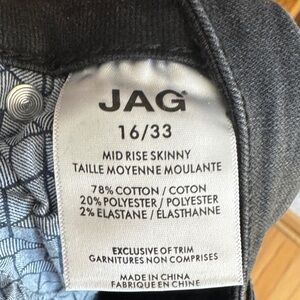 JAG
16/33
MID RISE SKINNY
TAILLE MOYENNE MOULANTE
78% COTTON / COTON
20% POLYESTER / POLYESTER
2% ELASTANE / ÉLASTHANNE
EXCLUSIVE OF TRIM
GARNITURES NON COMPRISES
MADE IN CHINA
FABRIQUE EN CHINE